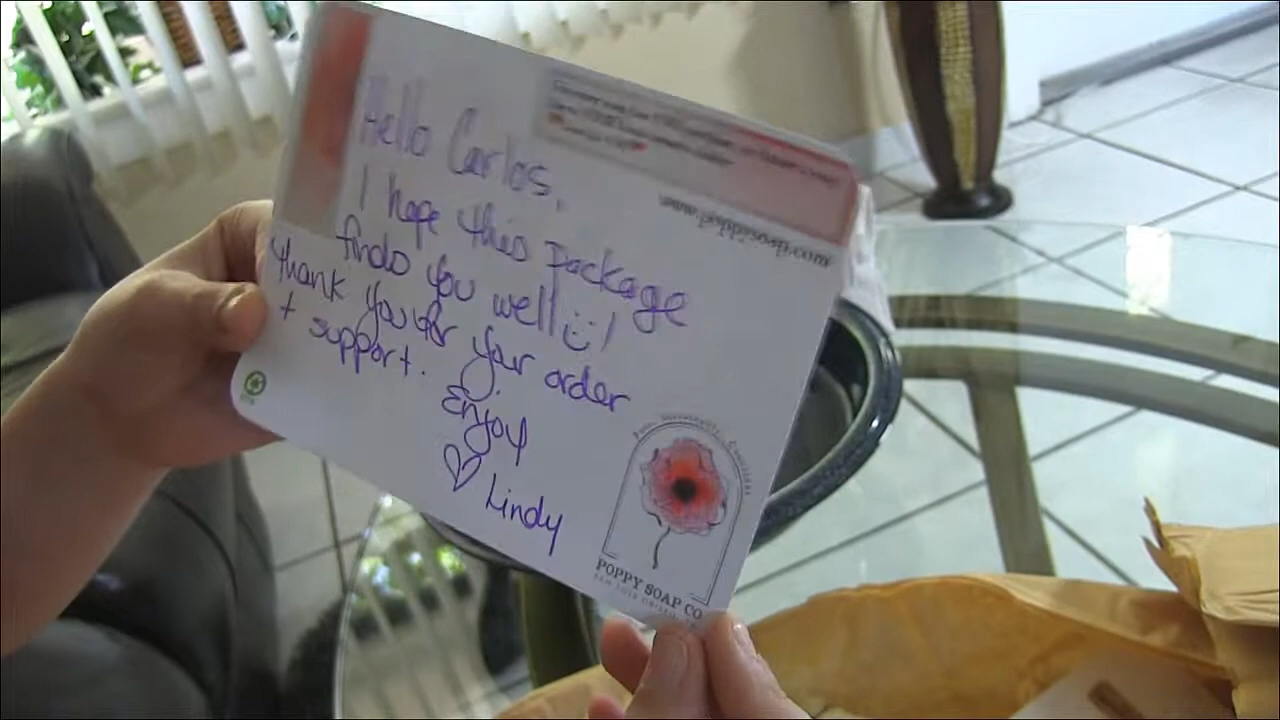 Hello Carlos,
I hope this package
finds you well :)!
Thank you for your order
+ support.
Enjoy
♡ Lindy
www.poppysoap.com
POPPY SOAP CO